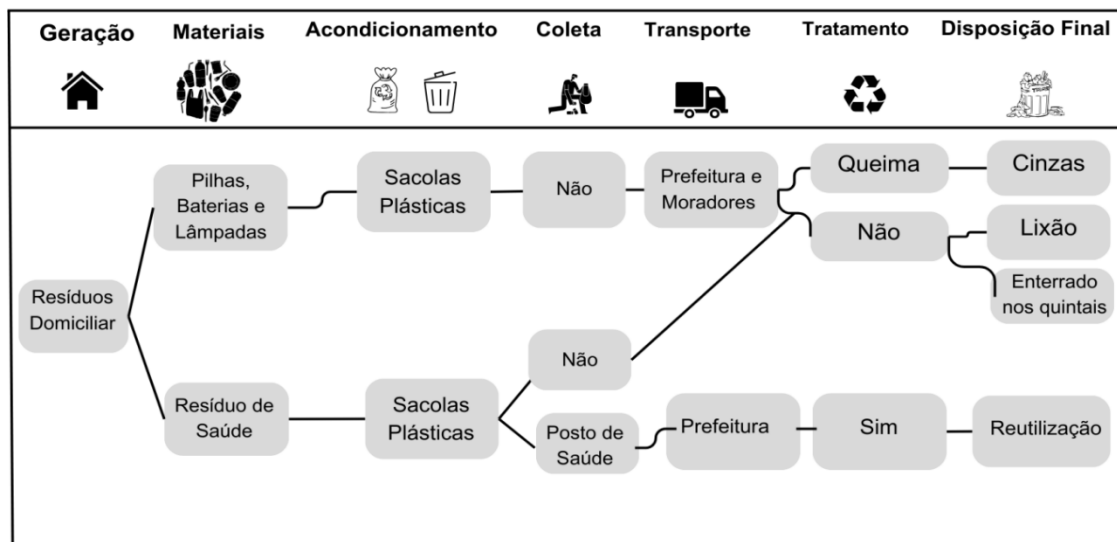 Geração
Materiais
Acondicionamento
Coleta
Transporte
Tratamento
Disposição Final
Resíduos
Domiciliar
Pilhas,
Baterias e
Lâmpadas
Sacolas
Plásticas
Não
Prefeitura e
Moradores
Queima
Cinzas
Não
Lixão
Enterrado
nos quintais
Resíduo de
Saúde
Sacolas
Plásticas
Não
Posto de
Saúde
Prefeitura
Sim
Reutilização